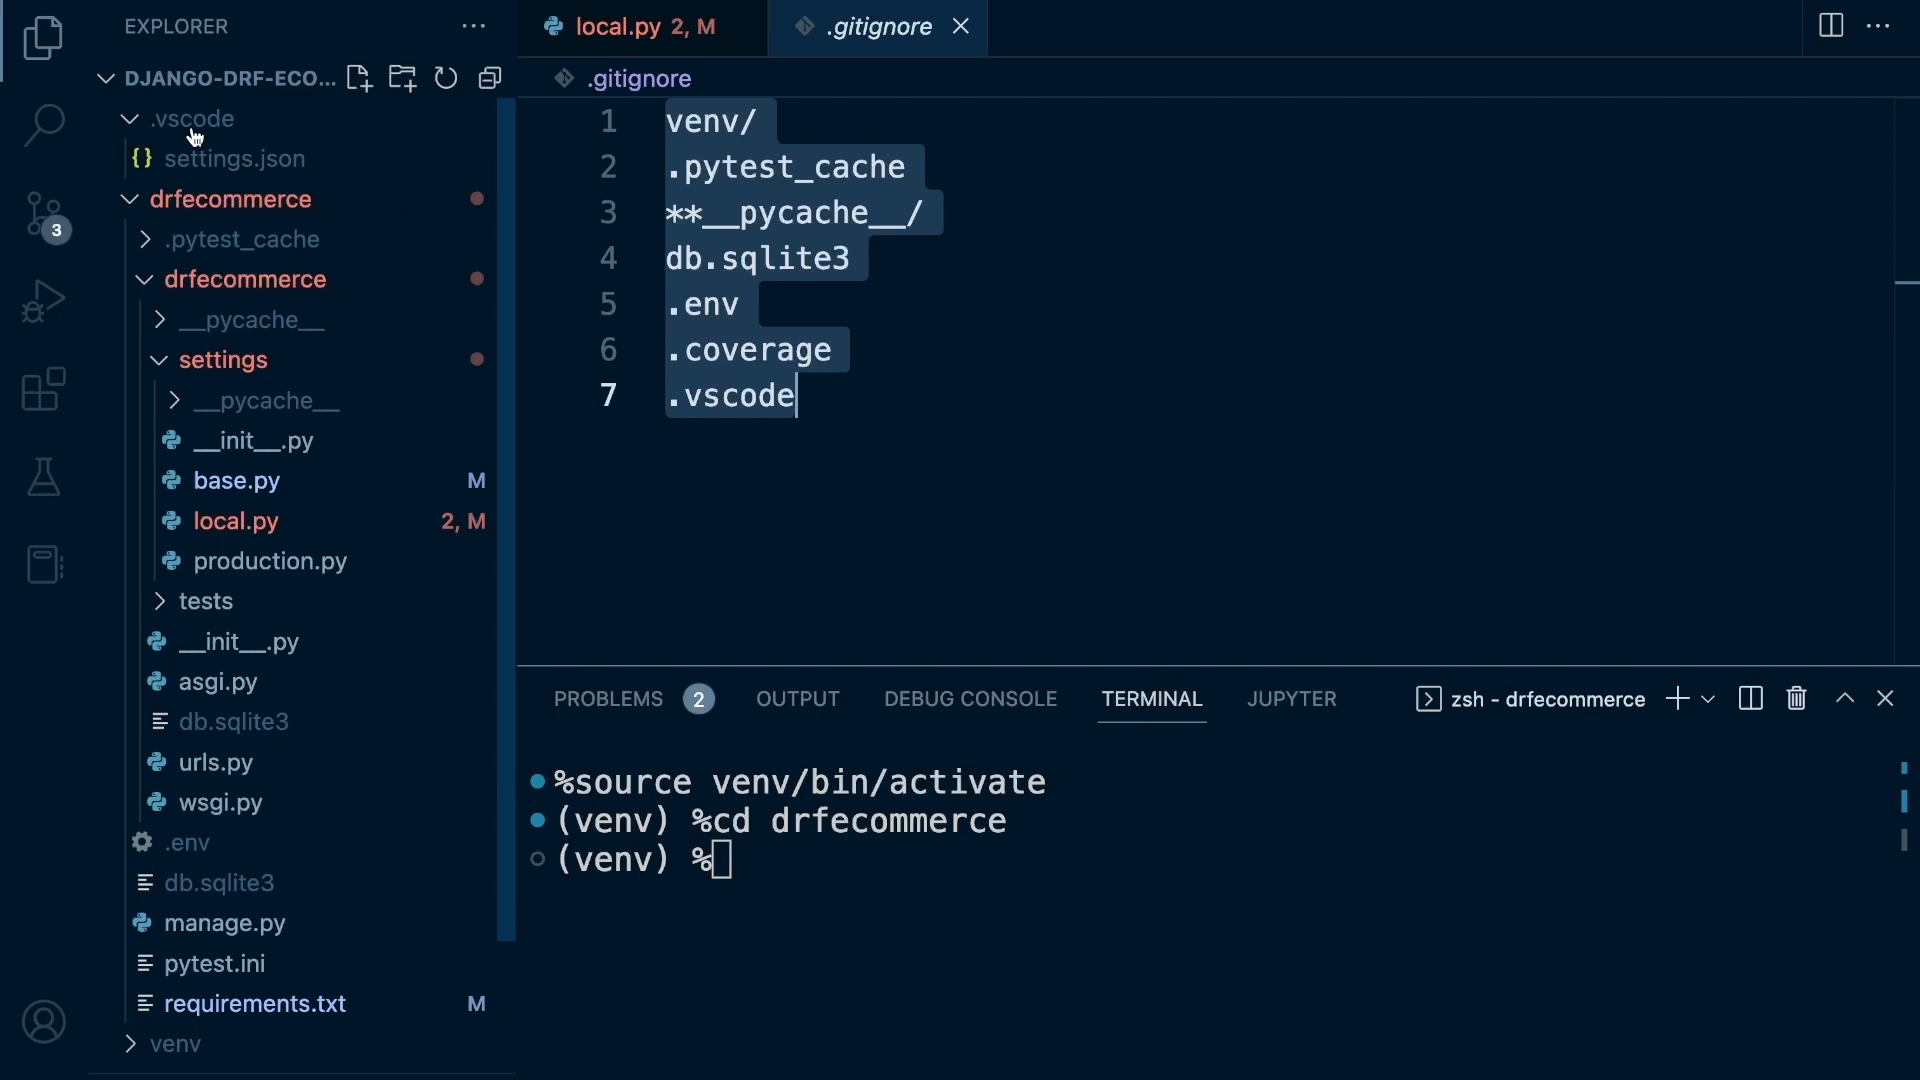 EXPLORER
DJANGO-DRF-ECO...
.vscode
{} settings.json
drfecommerce
.pytest_cache
drfecommerce
__pycache__
settings
__pycache__
__init__.py
base.py M
local.py 2, M
production.py
tests
__init__.py
asgi.py
db.sqlite3
urls.py
wsgi.py
.env
db.sqlite3
manage.py
pytest.ini
requirements.txt M
venv
3
local.py 2, M
.gitignore
.gitignore
1 venv/
2 .pytest_cache
3 **__pycache__/
4 db.sqlite3
5 .env
6 .coverage
7 .vscode
PROBLEMS 2 OUTPUT DEBUG CONSOLE TERMINAL JUPYTER zsh - drfecommerce
%source venv/bin/activate
(venv) %cd drfecommerce
(venv) %